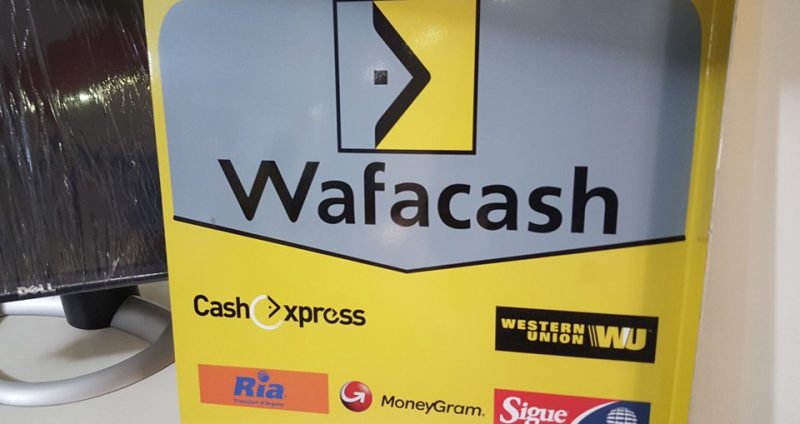 Wafacash
DELL
Cash Xpress
WESTERN
UNION WU
Ria
MoneyGram.
Sigue